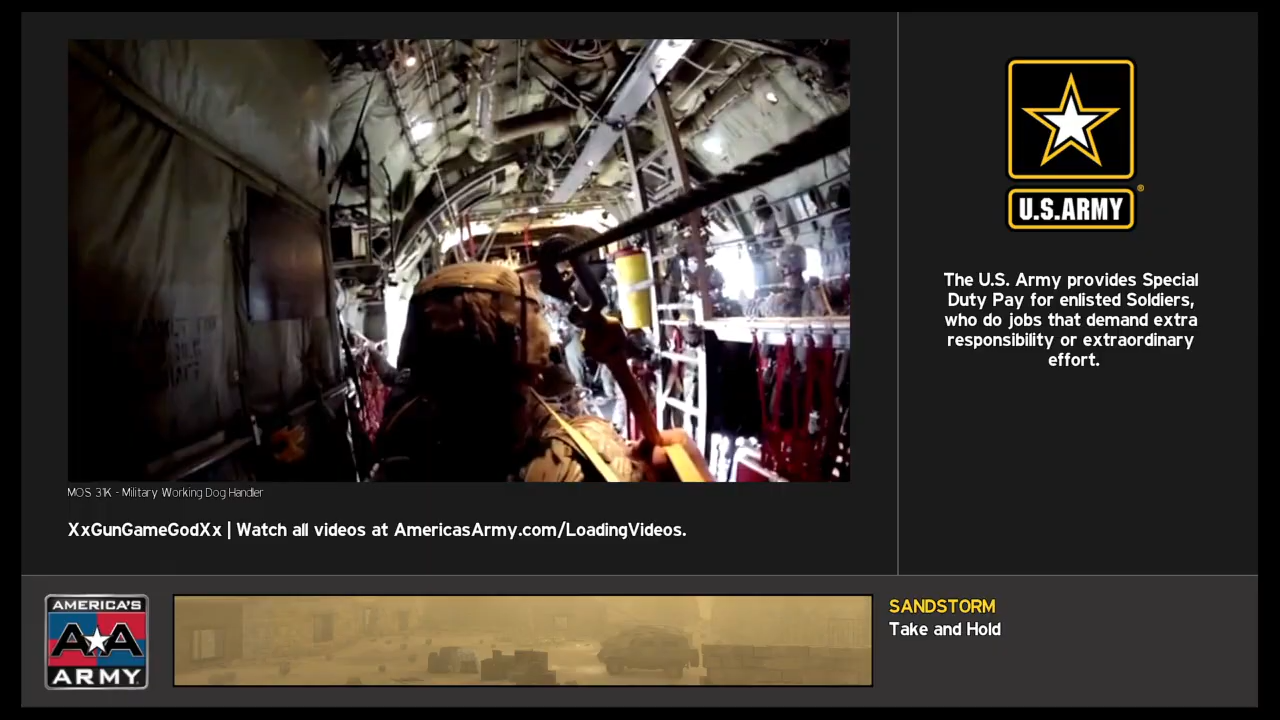 U.S.ARMY
®
The U.S. Army provides Special
Duty Pay for enlisted Soldiers,
who do jobs that demand extra
responsibility or extraordinary
effort.
MOS 31K - Military Working Dog Handler
XxGunGameGodXx | Watch all videos at AmericasArmy.com/LoadingVideos.
AMERICA'S
AA
ARMY
SANDSTORM
Take and Hold